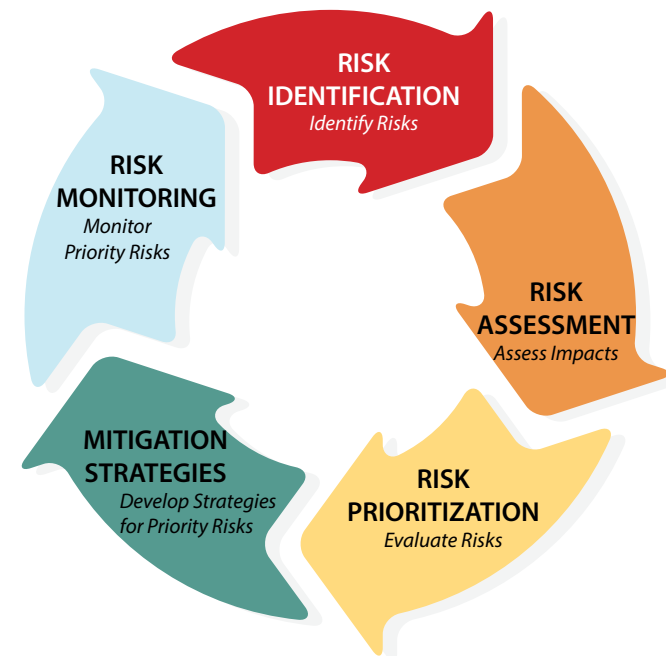 RISK
IDENTIFICATION
Identify Risks
RISK
ASSESSMENT
Assess Impacts
RISK
PRIORITIZATION
Evaluate Risks
MITIGATION
STRATEGIES
Develop Strategies
for Priority Risks
RISK
MONITORING
Monitor
Priority Risks